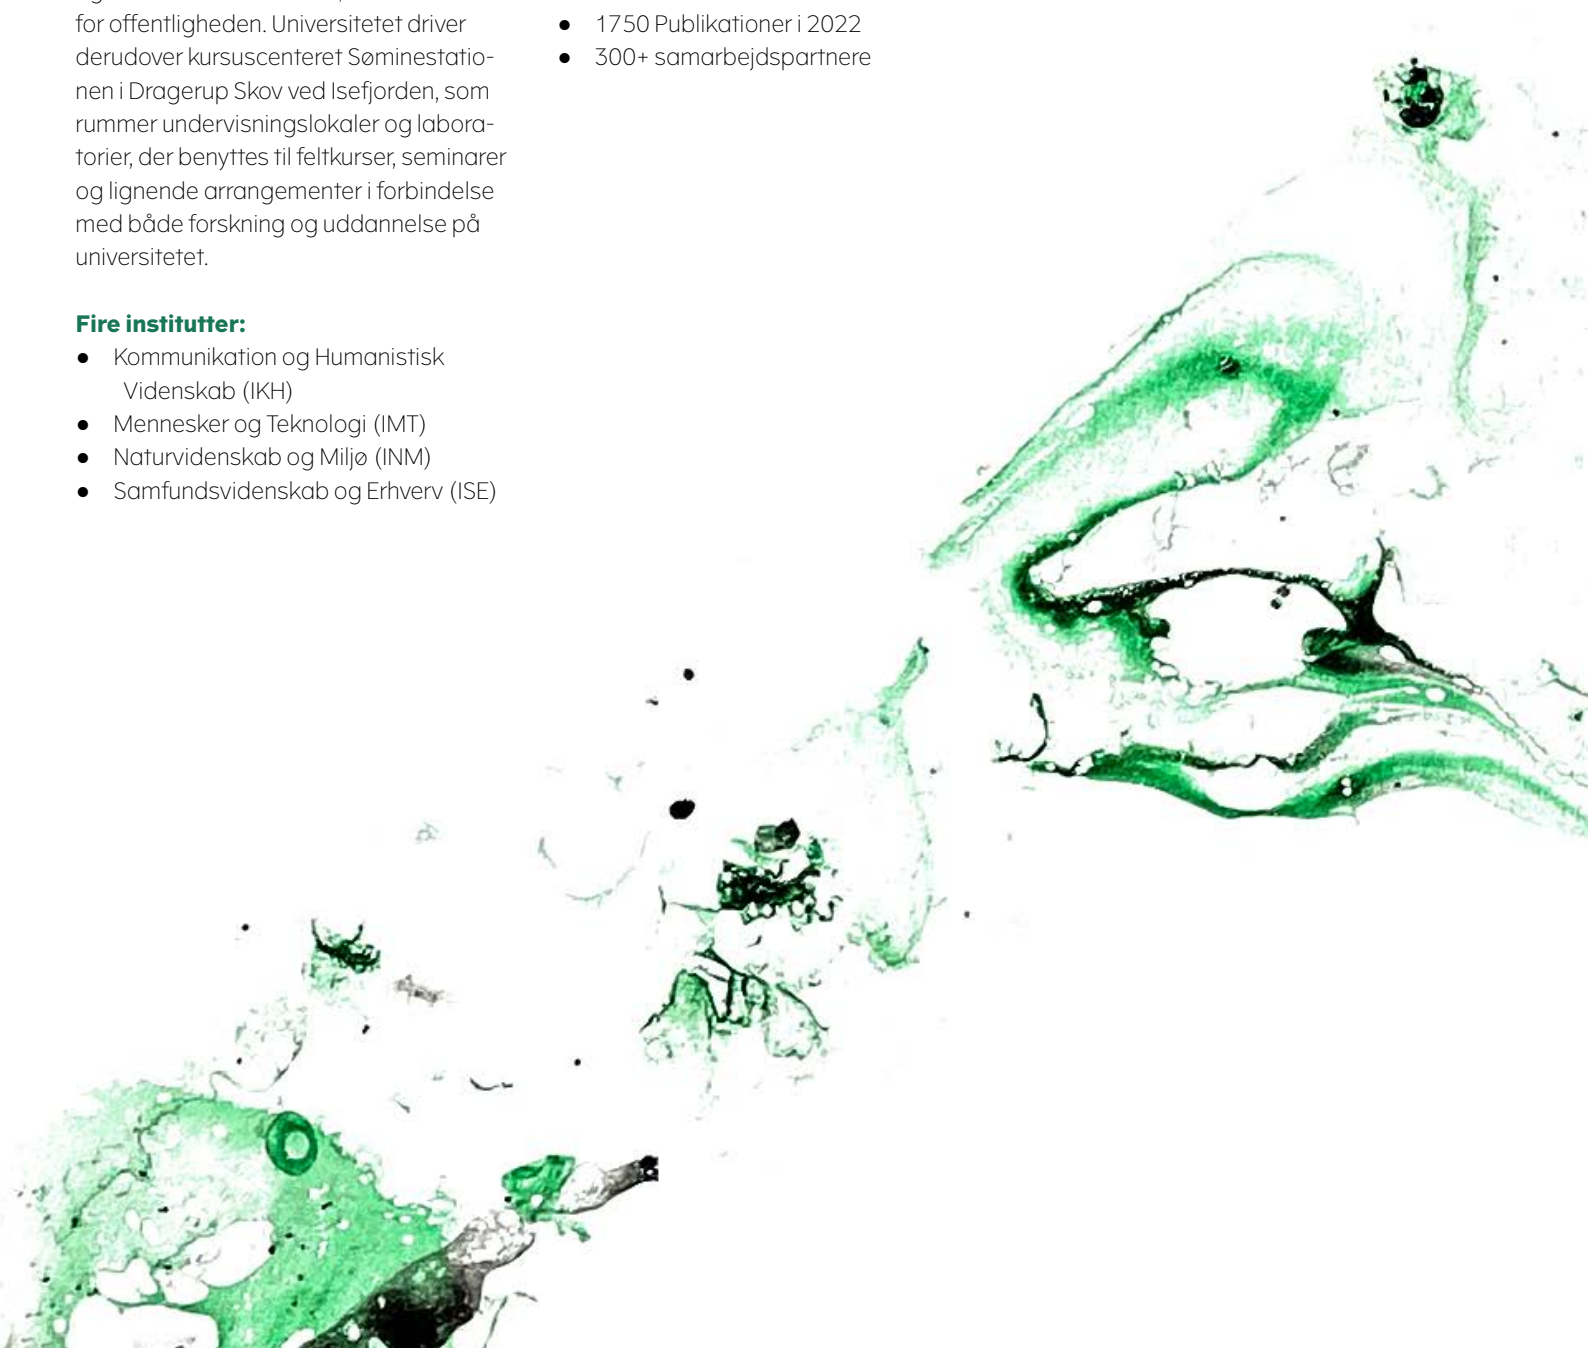 for offentligheden. Universitetet driver
derudover kursuscenteret Søminestatio-
nen i Dragerup Skov ved Isefjorden, som
rummer undervisningslokaler og labora-
torier, der benyttes til feltkurser, seminarer
og lignende arrangementer i forbindelse
med både forskning og uddannelse på
universitetet.
Fire institutter:
● Kommunikation og Humanistisk
Videnskab (IKH)
● Mennesker og Teknologi (IMT)
● Naturvidenskab og Miljø (INM)
● Samfundsvidenskab og Erhverv (ISE)
● 1750 Publikationer i 2022
● 300+ samarbejdspartnere